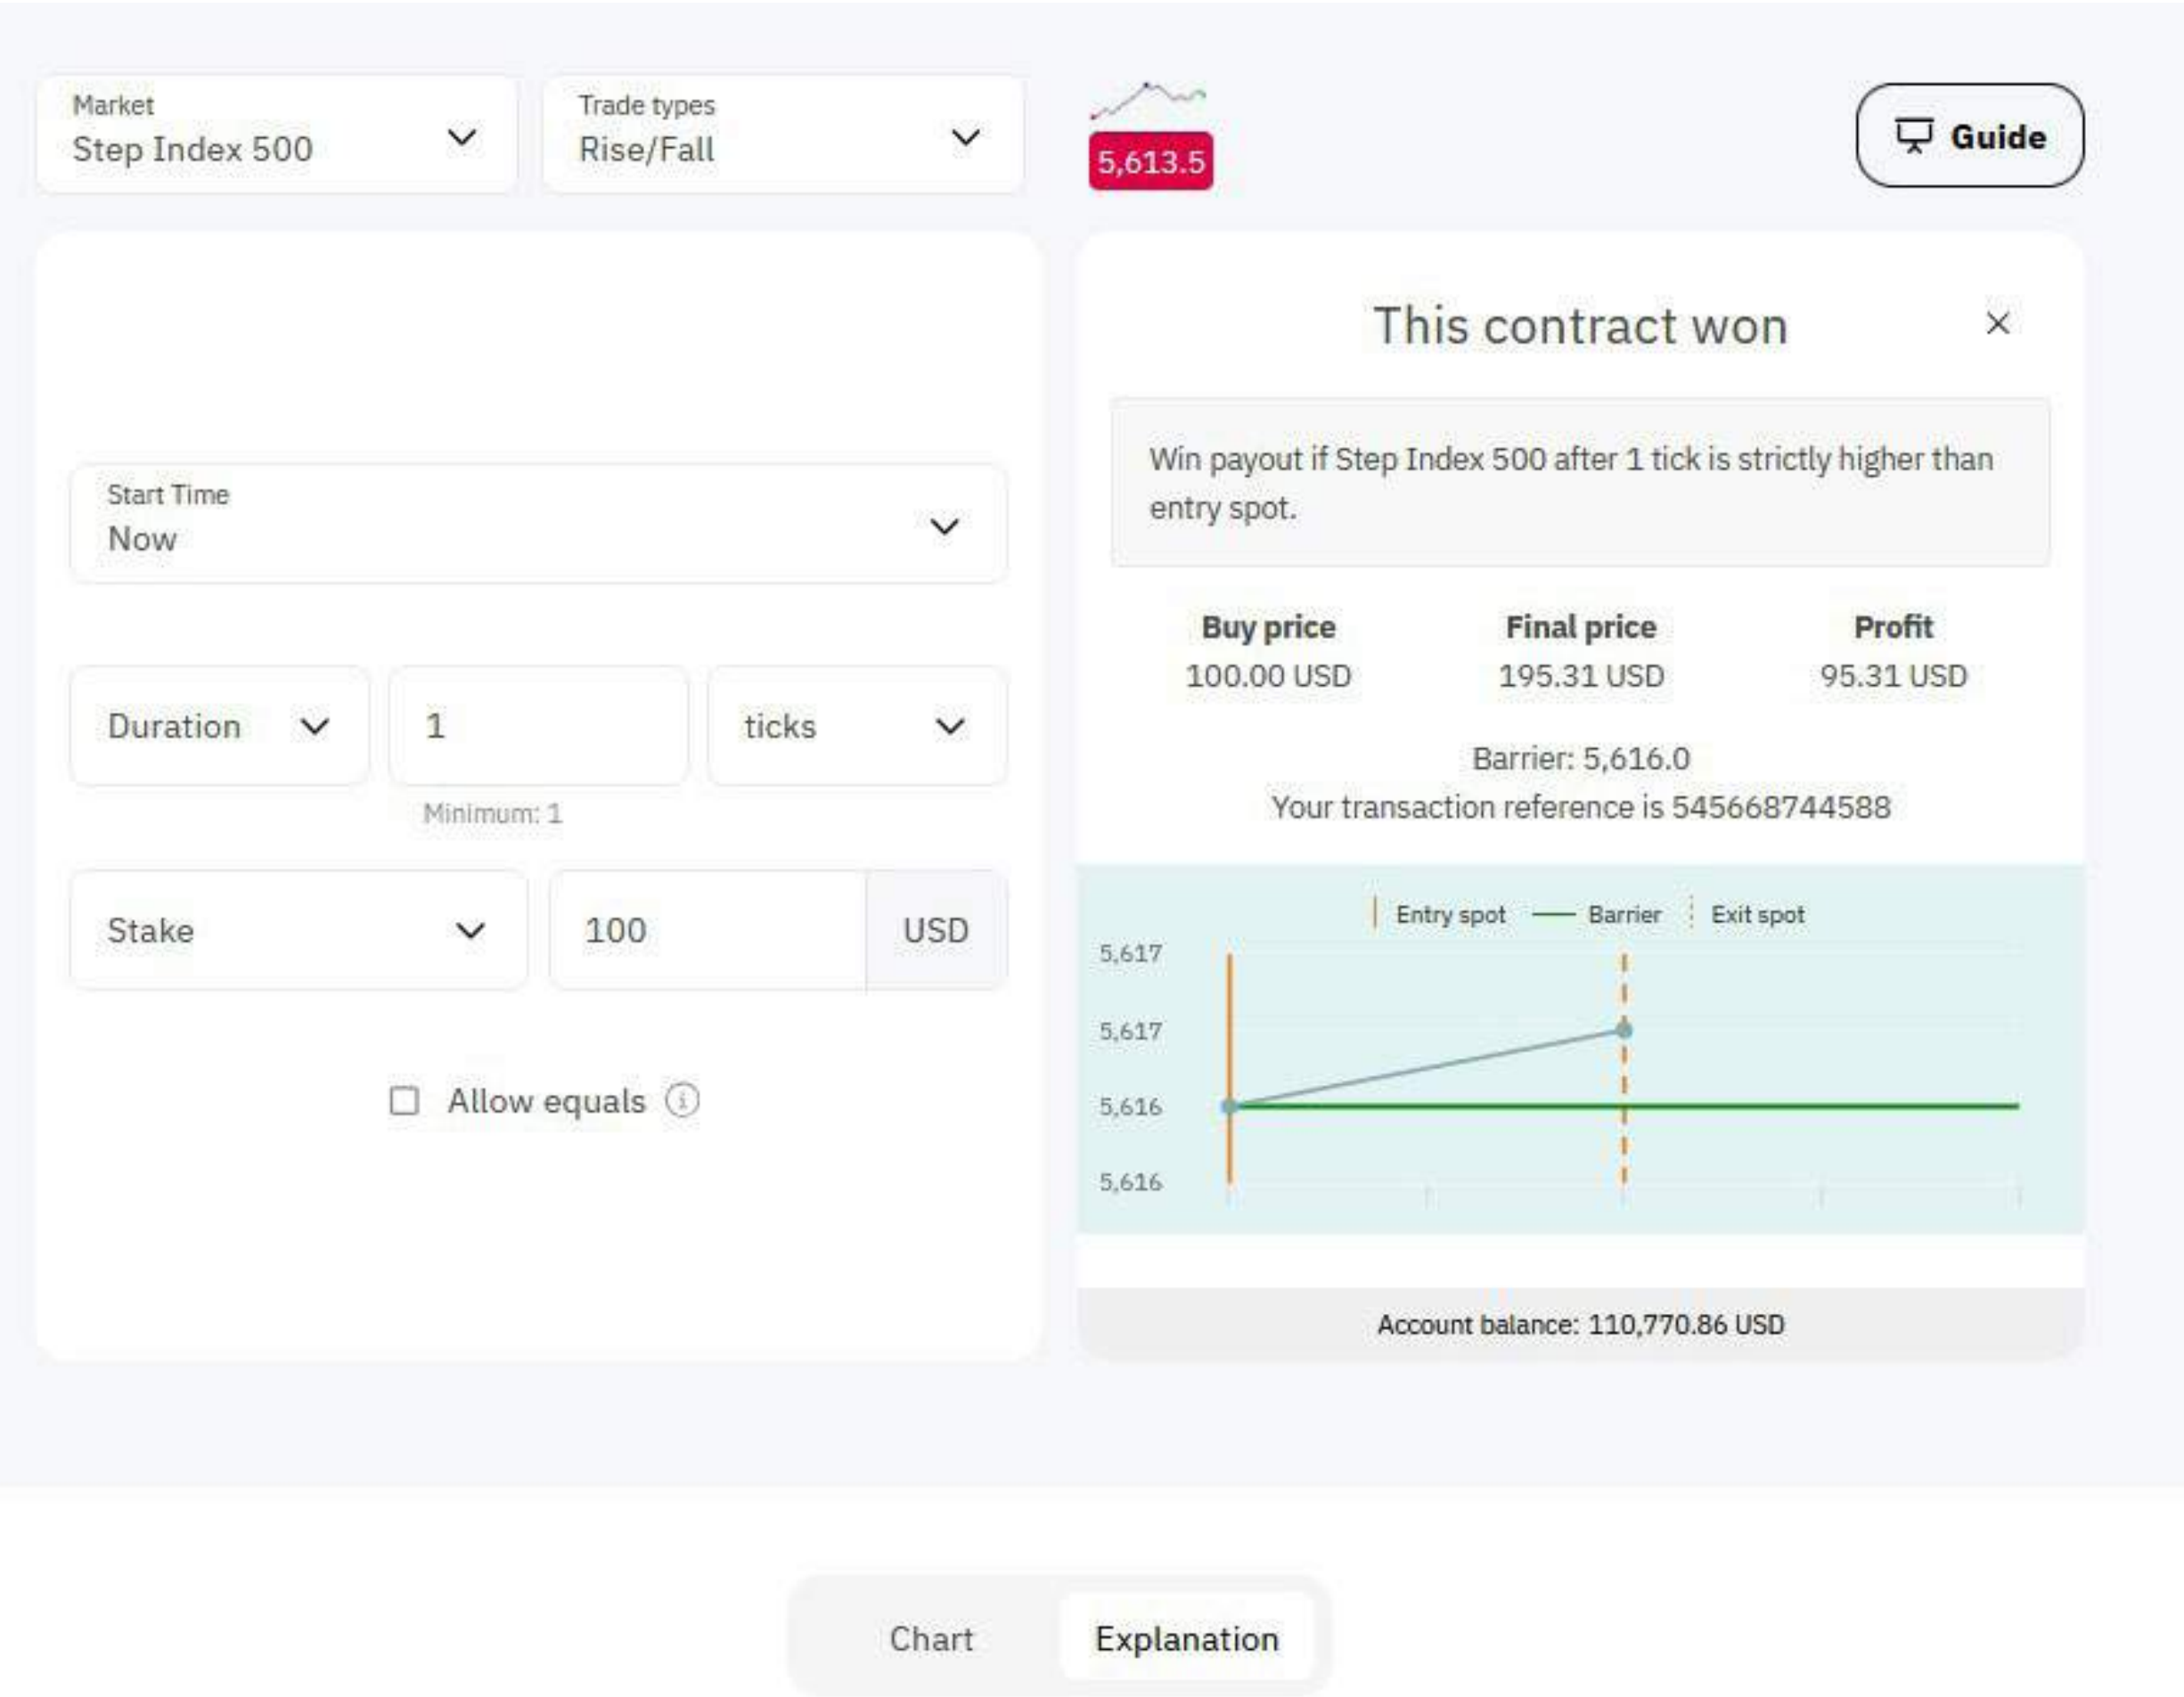 Market
Step Index 500
Trade types
Rise/Fall
5,613.5
Guide
Start Time
Now
Duration
1
ticks
Minimum: 1
Stake
100
USD
Allow equals
This contract won
Win payout if Step Index 500 after 1 tick is strictly higher than
entry spot.
Buy price
Final price
Profit
100.00 USD
195.31 USD
95.31 USD
Barrier: 5,616.0
Your transaction reference is 545668744588
Entry spot
Barrier
Exit spot
5,617
5,617
5,616
5,616
Account balance: 110,770.86 USD
Chart
Explanation